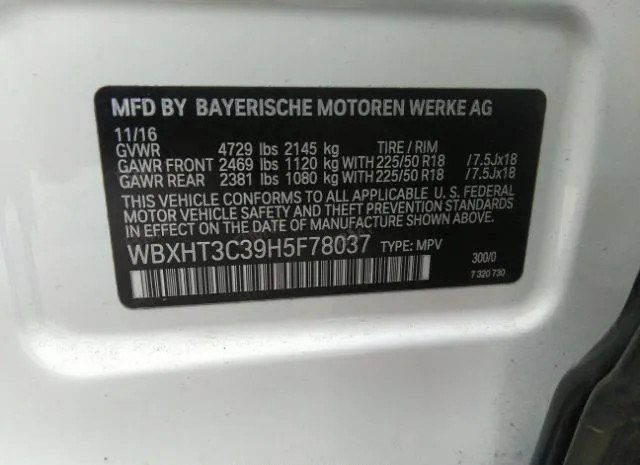 MFD BY BAYERISCHE MOTOREN WERKE AG
11/16
GVWR 4729 lbs 2145 kg TIRE / RIM
GAWR FRONT 2469 lbs 1120 kg WITH 225/50 R18 /7.5Jx18
GAWR REAR 2381 lbs 1080 kg WITH 225/50 R18 /7.5Jx18
THIS VEHICLE CONFORMS TO ALL APPLICABLE U. S. FEDERAL
MOTOR VEHICLE SAFETY AND THEFT PREVENTION STANDARDS
IN EFFECT ON THE DATE OF MANUFACTURE SHOWN ABOVE.
WBXHT3C39H5F78037 TYPE: MPV
300/0
7 320 730